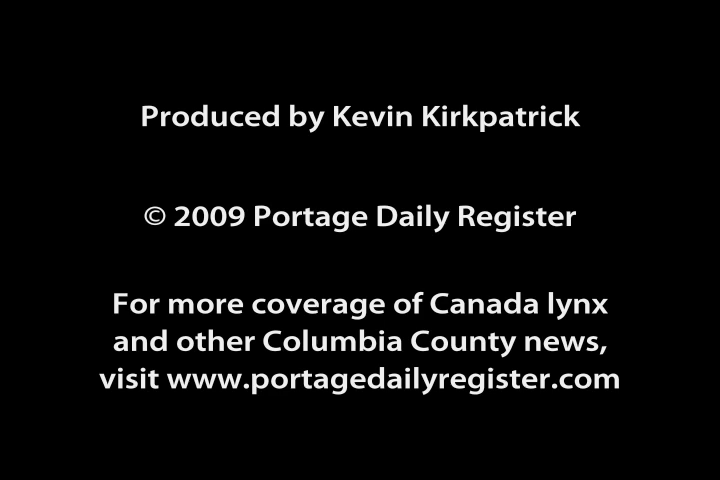 Produced by Kevin Kirkpatrick
© 2009 Portage Daily Register
For more coverage of Canada lynx
and other Columbia County news,
visit www.portagedailyregister.com